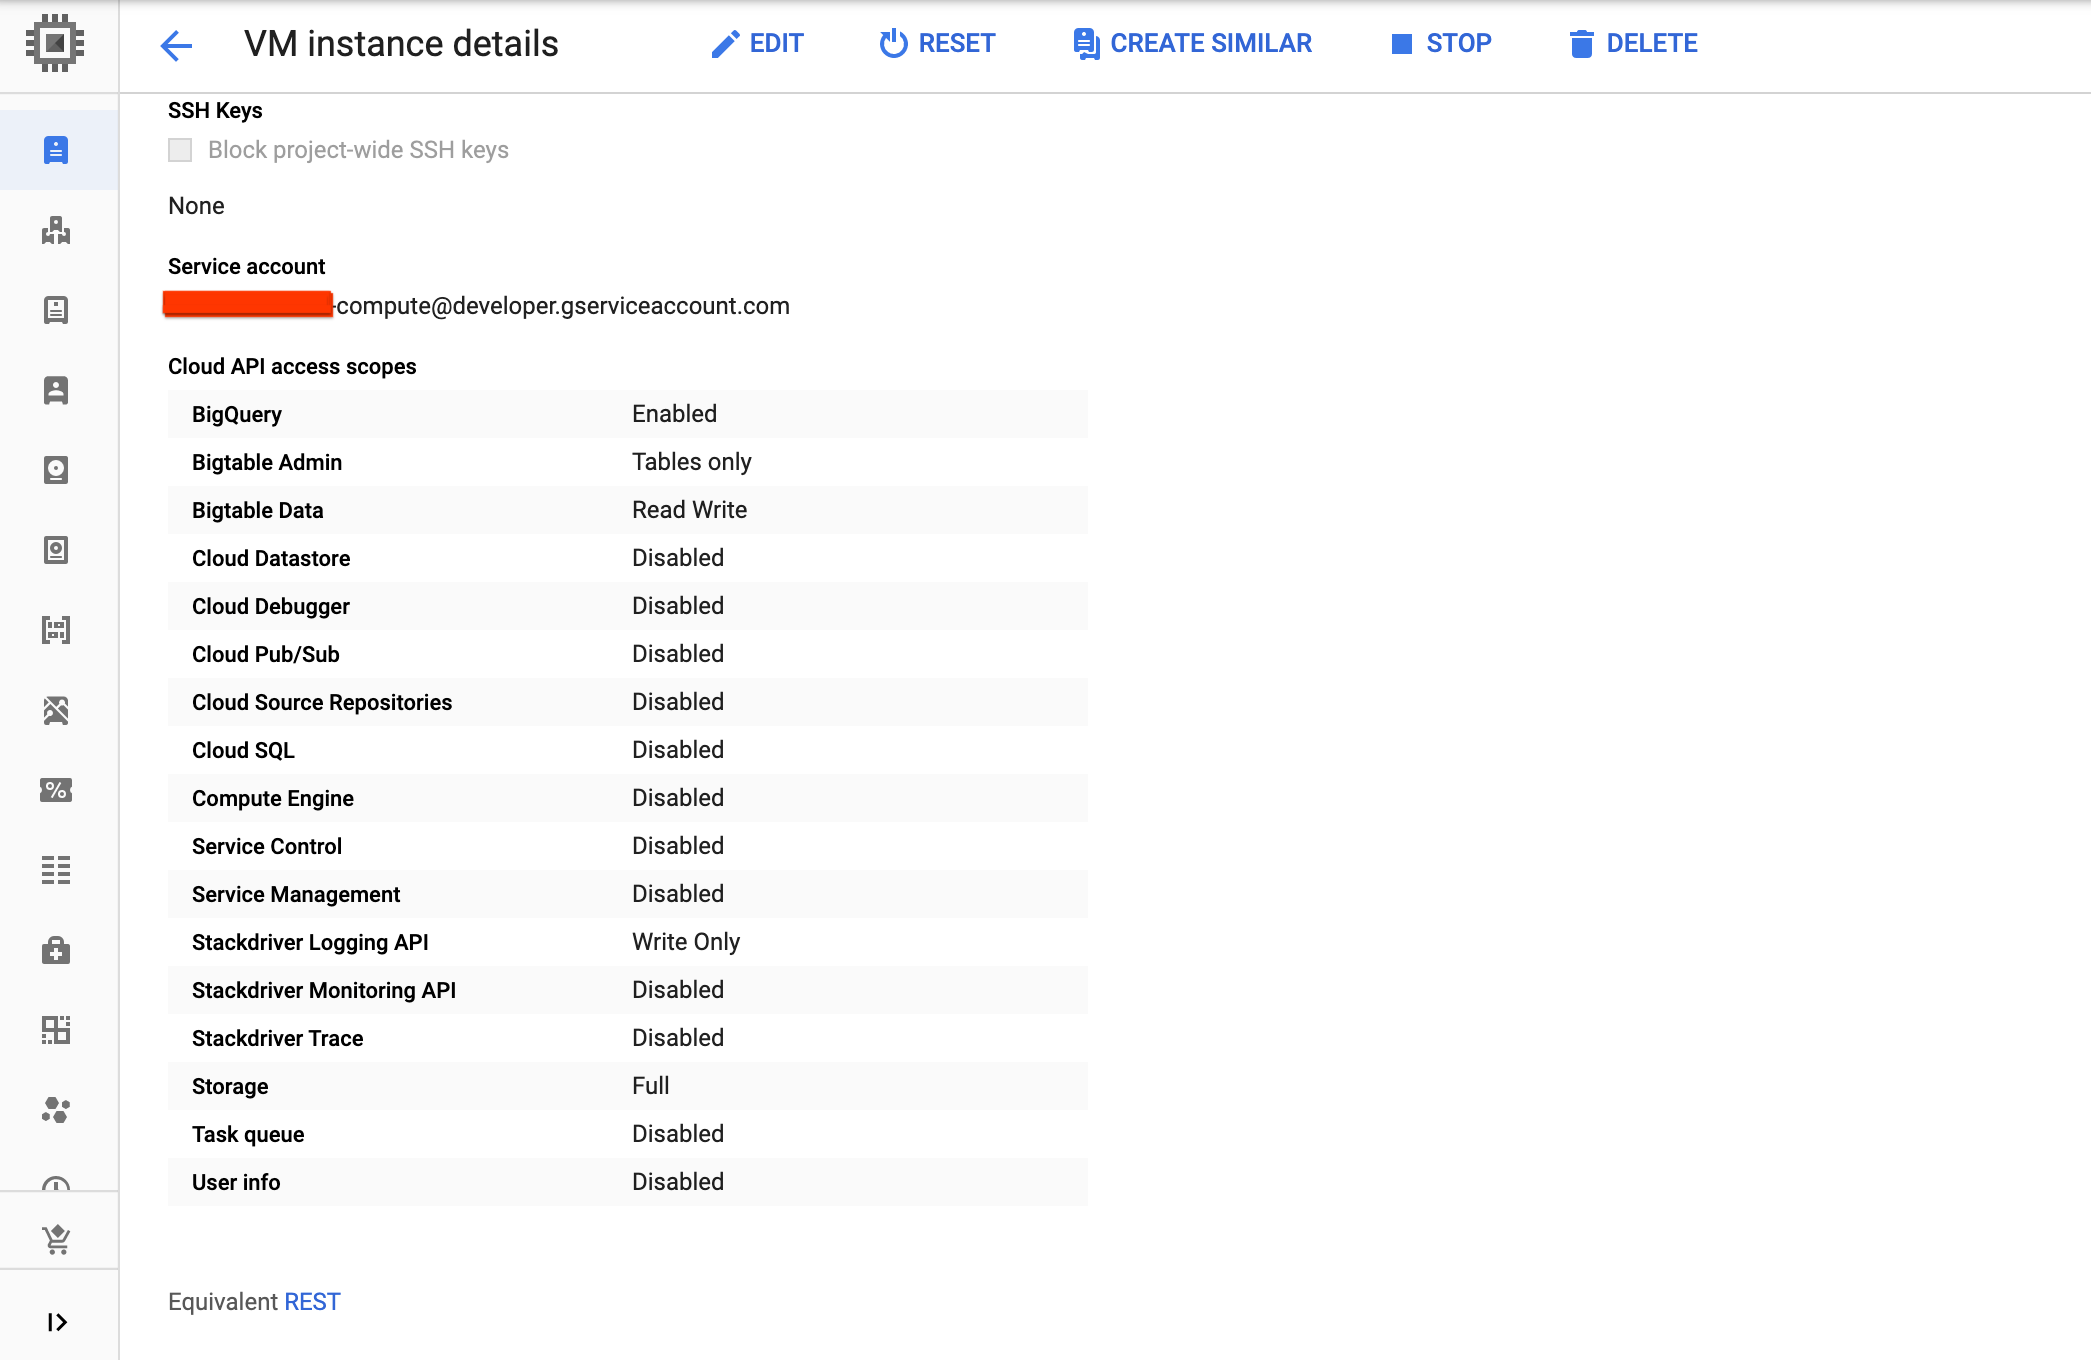 VM instance details EDIT RESET CREATE SIMILAR STOP DELETE
SSH Keys
Block project-wide SSH keys
None
Service account
-compute@developer.gserviceaccount.com
Cloud API access scopes
BigQuery Enabled
Bigtable Admin Tables only
Bigtable Data Read Write
Cloud Datastore Disabled
Cloud Debugger Disabled
Cloud Pub/Sub Disabled
Cloud Source Repositories Disabled
Cloud SQL Disabled
Compute Engine Disabled
Service Control Disabled
Service Management Disabled
Stackdriver Logging API Write Only
Stackdriver Monitoring API Disabled
Stackdriver Trace Disabled
Storage Full
Task queue Disabled
User info Disabled
Equivalent REST